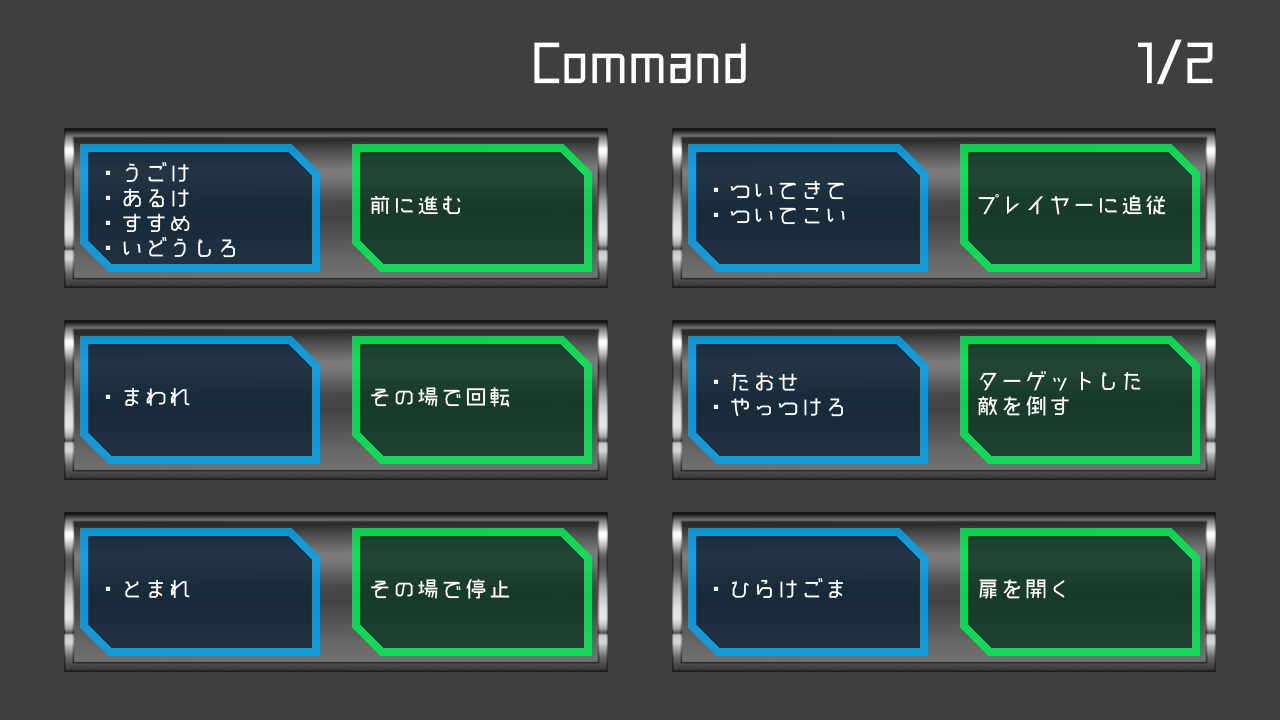 Command
1/2
・うごけ
・あるけ
・すすめ
・いどうしろ
前に進む
・ついてきて
・ついてこい
プレイヤーに追従
・まわれ
その場で回転
・たおせ
・やっつけろ
ターゲットした
敵を倒す
・とまれ
その場で停止
・ひらけごま
扉を開く